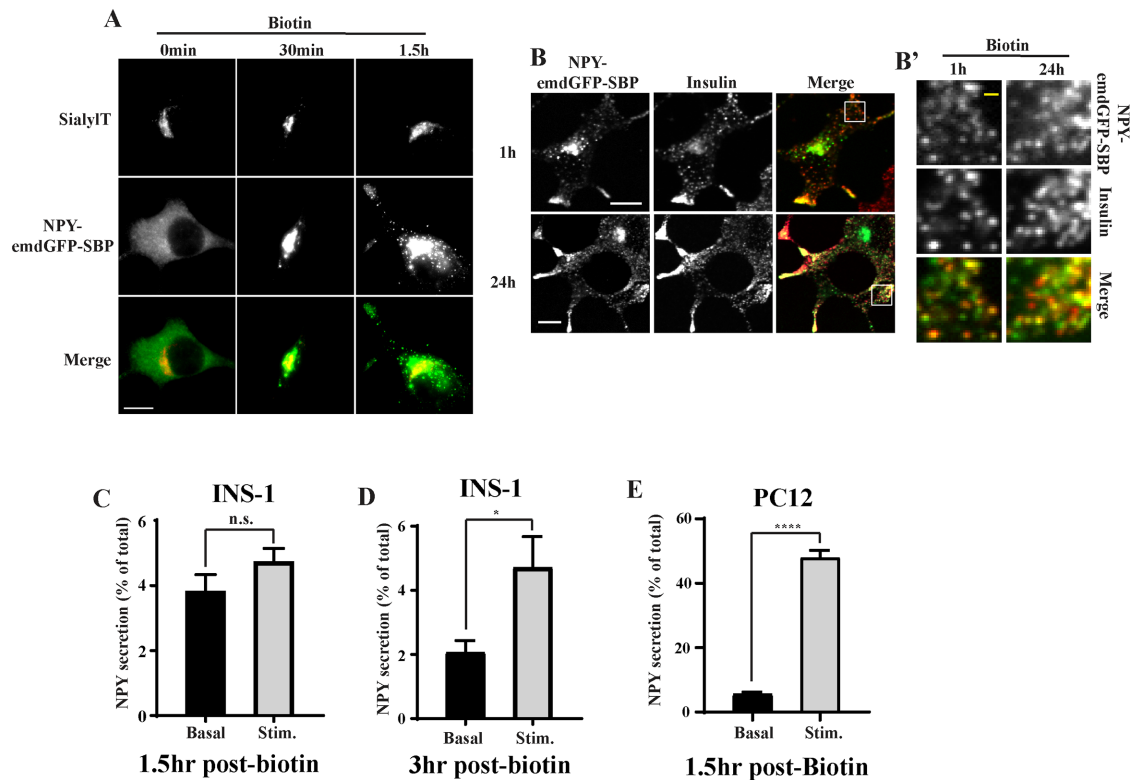 A
Biotin
0min 30min 1.5h
SialylT
NPY-
emdGFP-SBP
Merge
B
NPY-
emdGFP-SBP Insulin Merge
1h
24h
B'
Biotin
1h 24h
NPY-
emdGFP-SBP
Insulin
Merge
C
INS-1
n.s.
NPY secretion (% of total)
6
4
2
0
Basal Stim.
1.5hr post-biotin
D
INS-1
*
NPY secretion (% of total)
6
4
2
0
Basal Stim.
3hr post-biotin
E
PC12
****
NPY secretion (% of total)
60
40
20
0
Basal Stim.
1.5hr post-Biotin